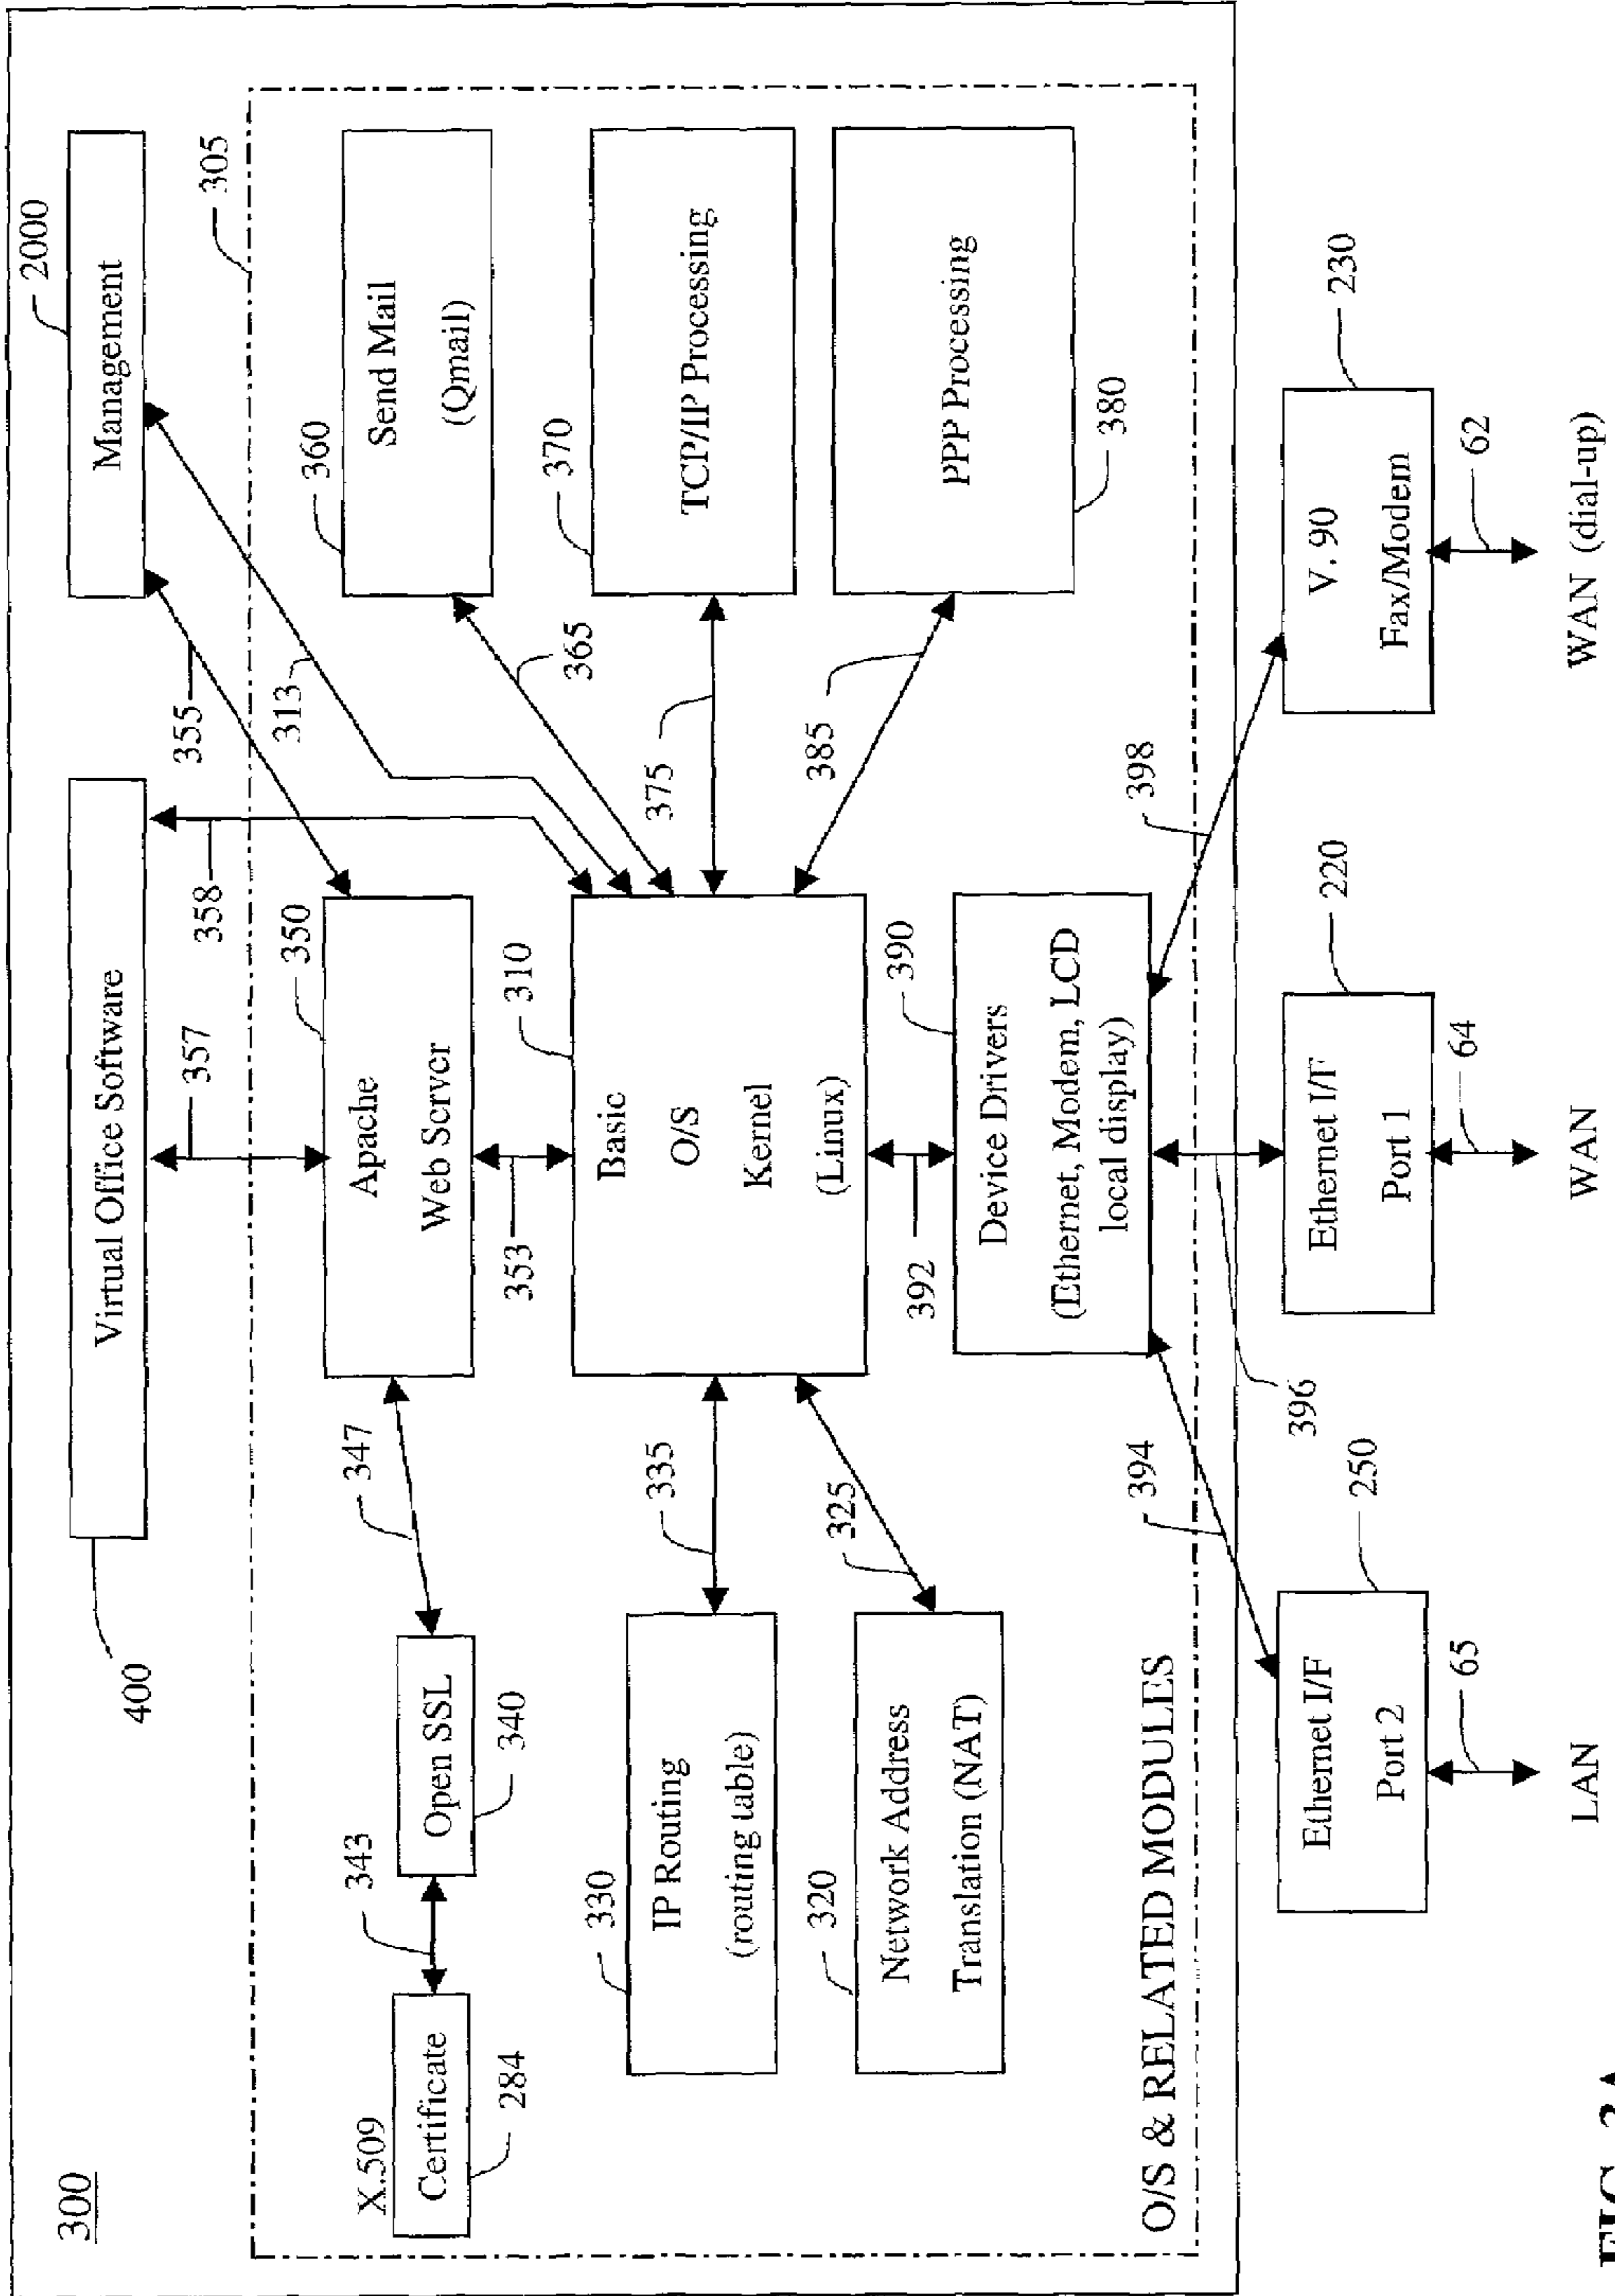 300
2000
Management
Virtual Office Software
400
305
355
313
357
358
X.509
Certificate
284
343
Open SSL
340
347
350
Apache
Web Server
353
360
Send Mail
(Qmail)
365
330
IP Routing
(routing table)
335
310
Basic
O/S
Kernel
(Linux)
375
370
TCP/IP Processing
320
Network Address
Translation (NAT)
325
385
PPP Processing
380
392
390
Device Drivers
(Ethernet, Modem, LCD
local display)
O/S & RELATED MODULES
394
396
398
250
Ethernet I/F
Port 2
65
LAN
220
Ethernet I/F
Port 1
64
WAN
230
V. 90
Fax/Modem
62
WAN (dial-up)
FIG. 3A